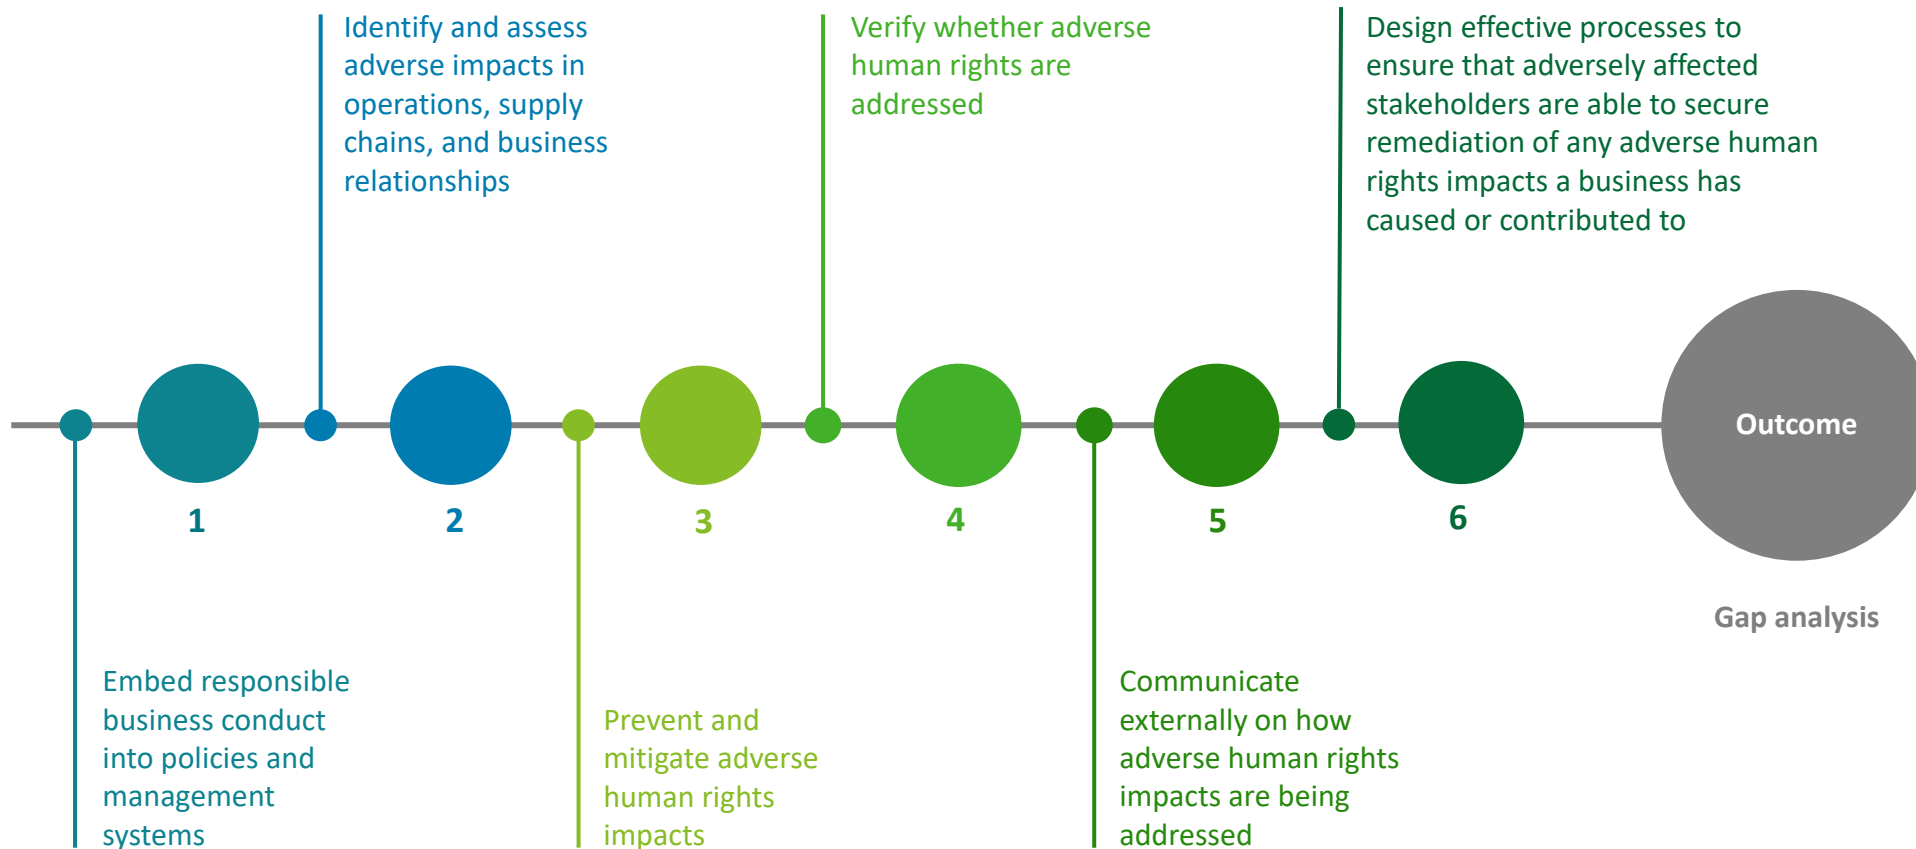 Identify and assess
adverse impacts in
operations, supply
chains, and business
relationships
Verify whether adverse
human rights are
addressed
Design effective processes to
ensure that adversely affected
stakeholders are able to secure
remediation of any adverse human
rights impacts a business has
caused or contributed to
Outcome
1
2
3
4
5
6
Gap analysis
Embed responsible
business conduct
into policies and
management
systems
Prevent and
mitigate adverse
human rights
impacts
Communicate
externally on how
adverse human rights
impacts are being
addressed